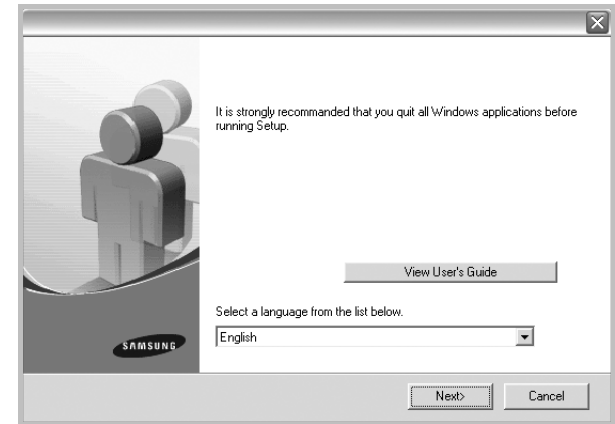 It is strongly recommanded that you quit all Windows applications before
running Setup.
View User's Guide
Select a language from the list below.
English
SAMSUNG
Next>
Cancel